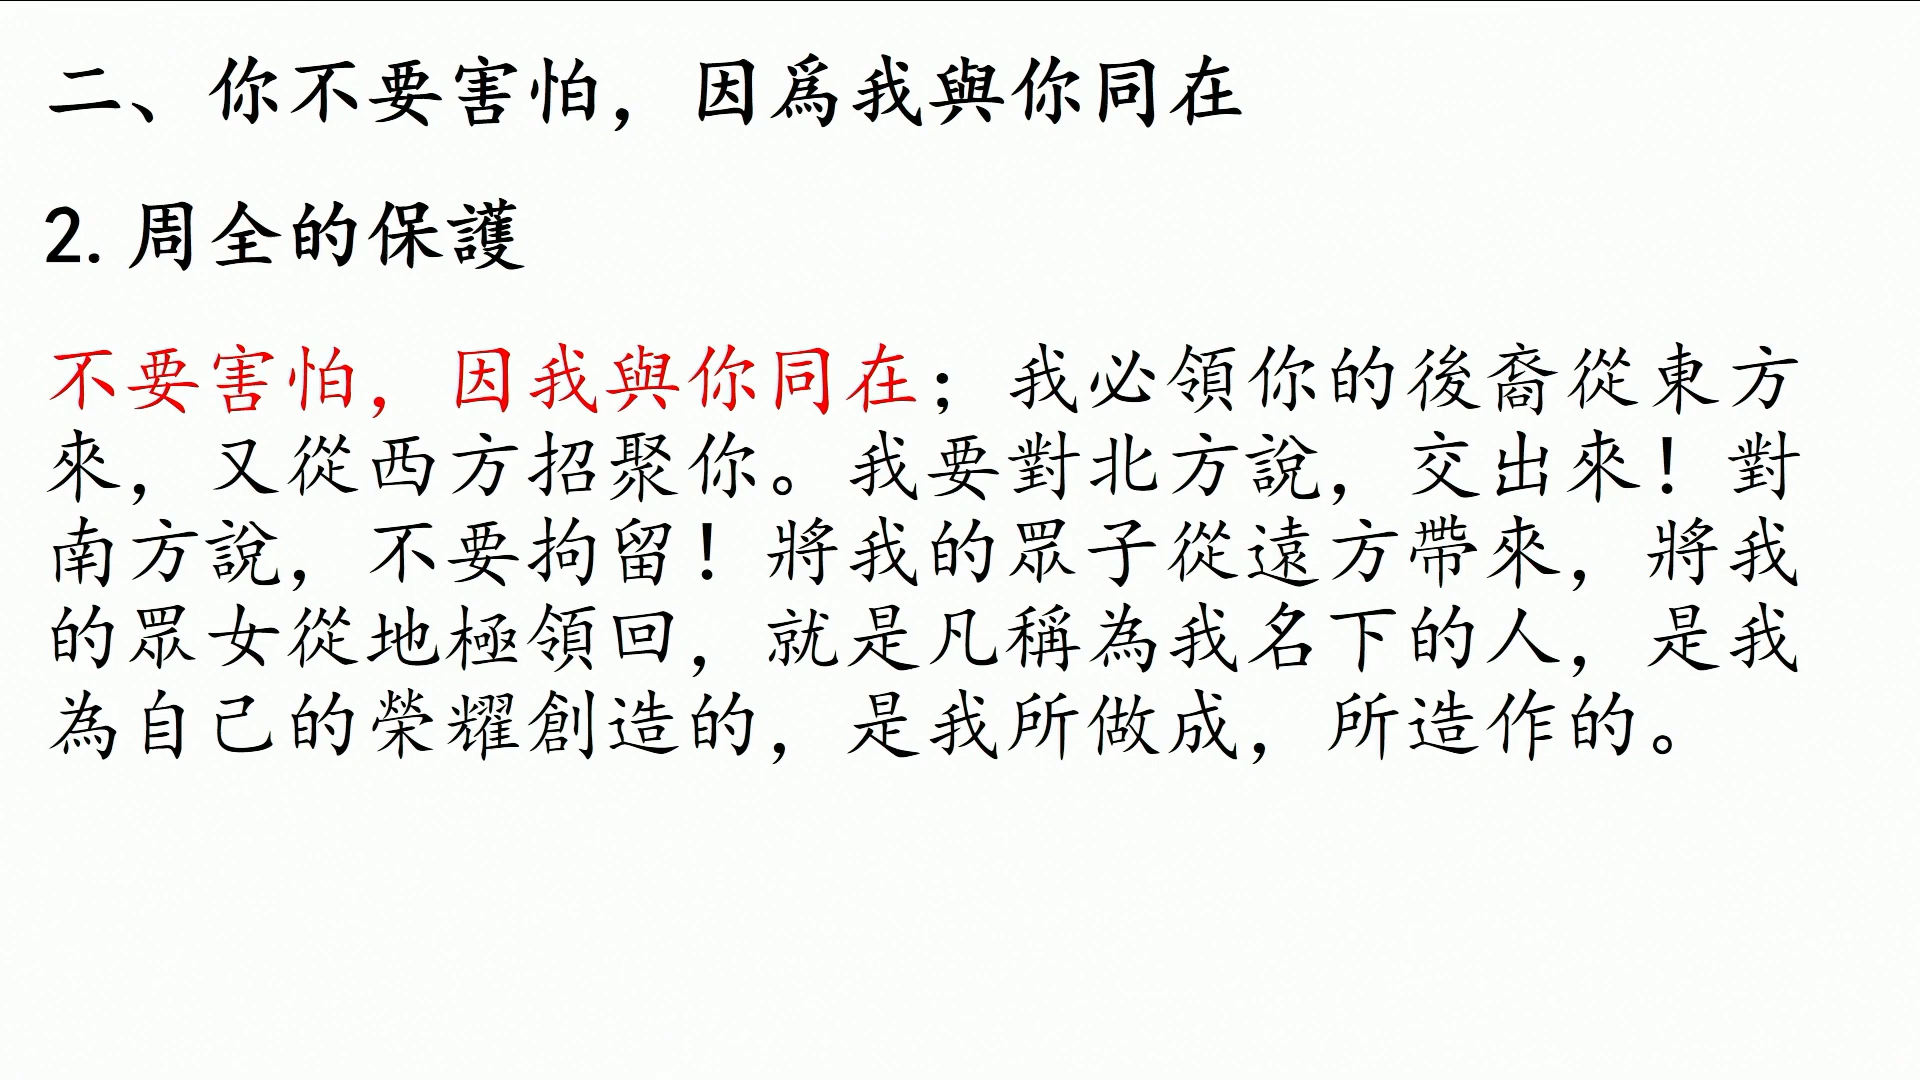 二、你不要害怕，因爲我與你同在
2. 周全的保護
不要害怕，因我與你同在；我必領你的後裔從東方
來，又從西方招聚你。我要對北方說，交出來！對
南方說，不要拘留！將我的眾子從遠方帶來，將我
的眾女從地極領回，就是凡稱為我名下的人，是我
為自己的榮耀創造的，是我所做成，所造作的。